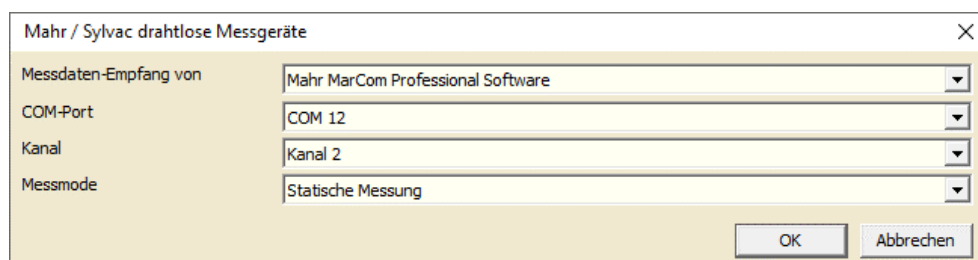 Mahr / Sylvac drahtlose Messgeräte
Messdaten-Empfang von Mahr MarCom Professional Software
COM-Port COM 12
Kanal Kanal 2
Messmode Statische Messung
OK Abbrechen